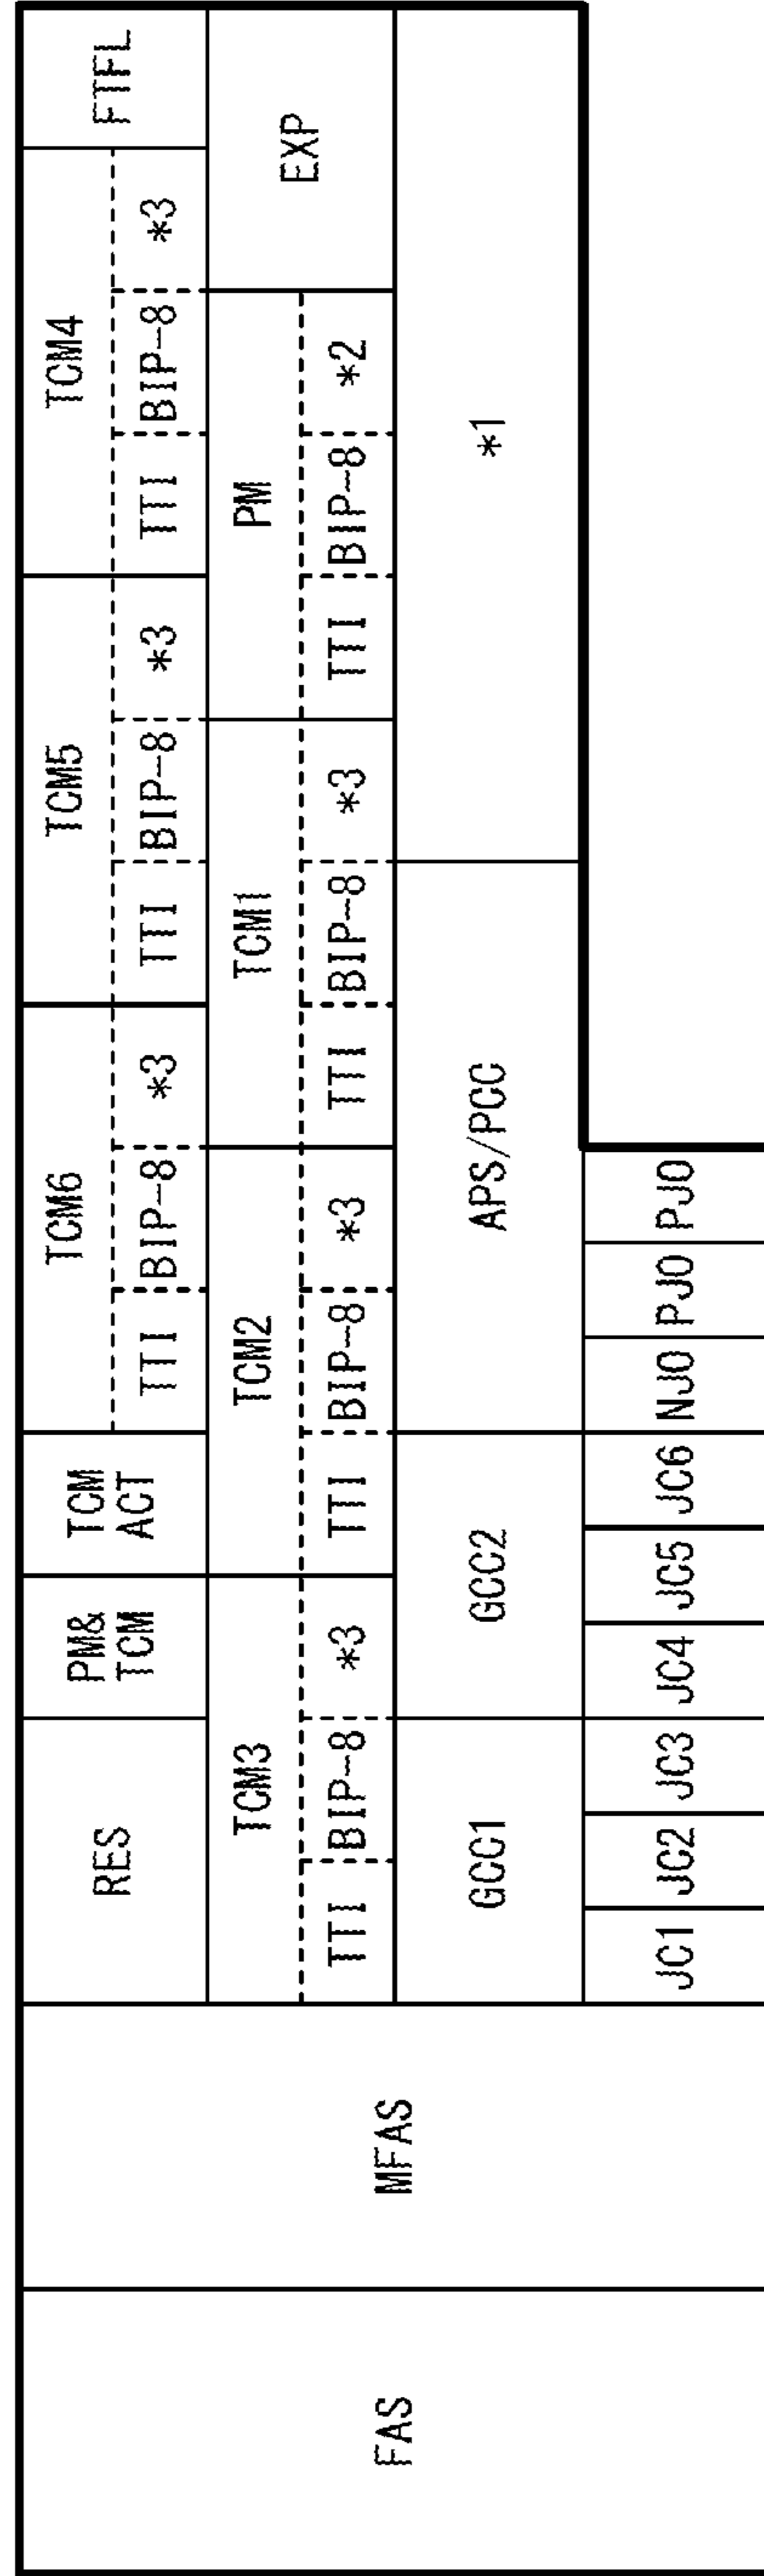 FAS
MFAS
RES
PM&
TCM
TCM
ACT
TCM6
TTI
BIP-8
*3
TCM5
TTI
BIP-8
*3
TCM4
TTI
BIP-8
*3
FTFL
TCM3
TTI
BIP-8
*3
TCM2
TTI
BIP-8
*3
TCM1
TTI
BIP-8
*3
PM
TTI
BIP-8
*2
EXP
GCC1
GCC2
APS/PCC
*1
JC1
JC2
JC3
JC4
JC5
JC6
NJO
PJO
PJO